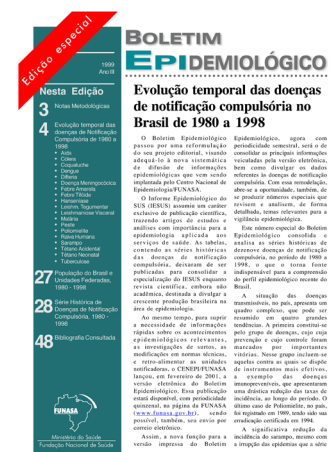 Edição especial
BOLETIM
EPIDEMIOLÓGICO
1999
Ano III
Nesta Edição
3 Notas Metodológicas
4 Evolução temporal das
doenças de Notificação
Compulsória de 1980 a
1998
• Aids
• Cólera
• Coqueluche
• Dengue
• Difteria
• Doença Meningocócica
• Febre Amarela
• Febre Tifóide
• Hanseníase
• Leishm. Tegumentar
• Leishmaniose Visceral
• Malária
• Peste
• Poliomielite
• Raiva Humana
• Sarampo
• Tétano Acidental
• Tétano Neonatal
• Tuberculose
27 População do Brasil e
Unidades Federadas,
1980 - 1998
28 Série Histórica de
Doenças de Notificação
Compulsória, 1980 -
1998
48 Bibliografia Consultada
FUNASA
Ministério da Saúde
Fundação Nacional de Saúde
Evolução temporal das doenças
de notificação compulsória no
Brasil de 1980 a 1998
O Boletim Epidemiológico
passou por uma reformulação
do seu projeto editorial, visando
adequá-lo à nova sistemática
de difusão de informações
epidemiológicas que vem sendo
implantada pelo Centro Nacional de
Epidemiologia/FUNASA.
O Informe Epidemiológico do
SUS (IESUS) assumiu um caráter
exclusivo de publicação científica,
trazendo artigos de estudos e
análises com importância para a
epidemiologia aplicada aos
serviços de saúde. As tabelas,
contendo as séries históricas
das doenças de notificação
compulsória, deixaram de ser
publicadas para consolidar a
especialização do IESUS enquanto
revista científica, embora não
acadêmica, destinada a divulgar a
crescente produção brasileira na
área de epidemiologia.
Ao mesmo tempo, para suprir
a necessidade de informações
rápidas sobre os acontecimentos
epidemiológicos relevantes,
as investigações de surtos, as
modificações em normas técnicas,
e retro-alimentar as unidades
notificadoras, o CENEPI/FUNASA
lançou, em fevereiro de 2001, a
versão eletrônica do Boletim
Epidemiológico. Essa publicação
estará disponível, com periodicidade
quinzenal, na página da FUNASA
(www.funasa.gov.br), sendo
possível, também, seu envio por
correio eletrônico.
Assim, a nova função para a
versão impressa do Boletim
Epidemiológico, agora com
periodicidade semestral, será o de
consolidar as principais informações
veiculadas pela versão eletrônica,
bem como divulgar os dados
referentes às doenças de notificação
compulsória. Com essa remodelação,
abre-se a oportunidade, também, de
se produzir números especiais que
revisem e analisem, de forma
detalhada, temas relevantes para a
vigilância epidemiológica.
Este número especial do Boletim
Epidemiológico consolida e
analisa as séries históricas de
dezenove doenças de notificação
compulsória, no período de 1980 a
1998, o que a torna fonte
indispensável para a compreensão
do perfil epidemiológico recente do
Brasil.
A situação das doenças
transmissíveis, no país, apresenta um
quadro complexo, que pode ser
resumido em quatro grandes
tendências. A primeira constitui-se
pelo grupo de doenças, cuja
prevenção e cujo controle foram
marcados por importantes
vitórias. Nesse grupo incluem-se
aquelas contra as quais se dispõe
de instrumentos mais efetivos,
a exemplo das doenças
imunopreveníveis, que apresentaram
uma drástica redução das taxas de
incidência, ao longo do período. O
último caso de Poliomielite, no país,
foi registrado em 1989, tendo sido sua
erradicação certificada em 1994.
A significativa redução da
incidência do sarampo, mesmo com
a irrupção das epidemias que a série